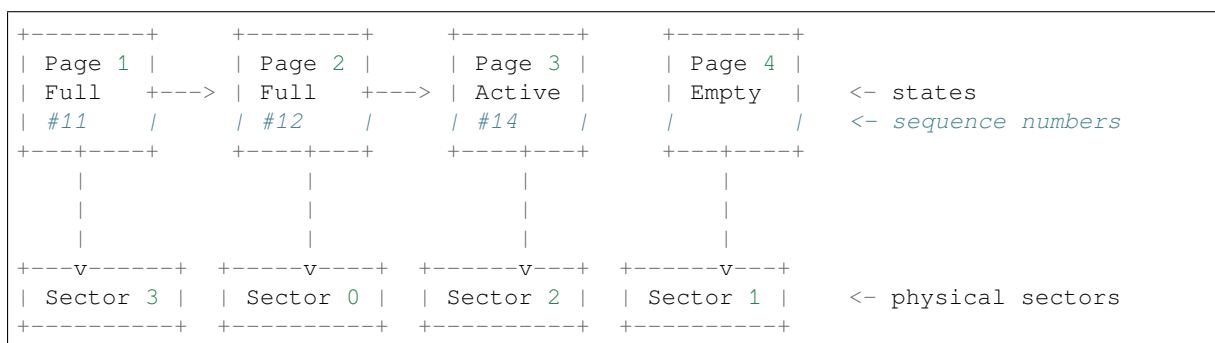 +--------+     +--------+     +--------+     +--------+
| Page 1 |     | Page 2 |     | Page 3 |     | Page 4 |
| Full   +---> | Full   +---> | Active |     | Empty  |   <- states
| #11    |     | #12    |     | #14    |     |        |   <- sequence numbers
+---+----+     +----+---+     +----+---+     +---+----+
    |               |              |             |
    |               |              |             |
    |               |              |             |
+---v------+  +-----v----+  +------v---+  +------v---+
| Sector 3 |  | Sector 0 |  | Sector 2 |  | Sector 1 |    <- physical sectors
+----------+  +----------+  +----------+  +----------+